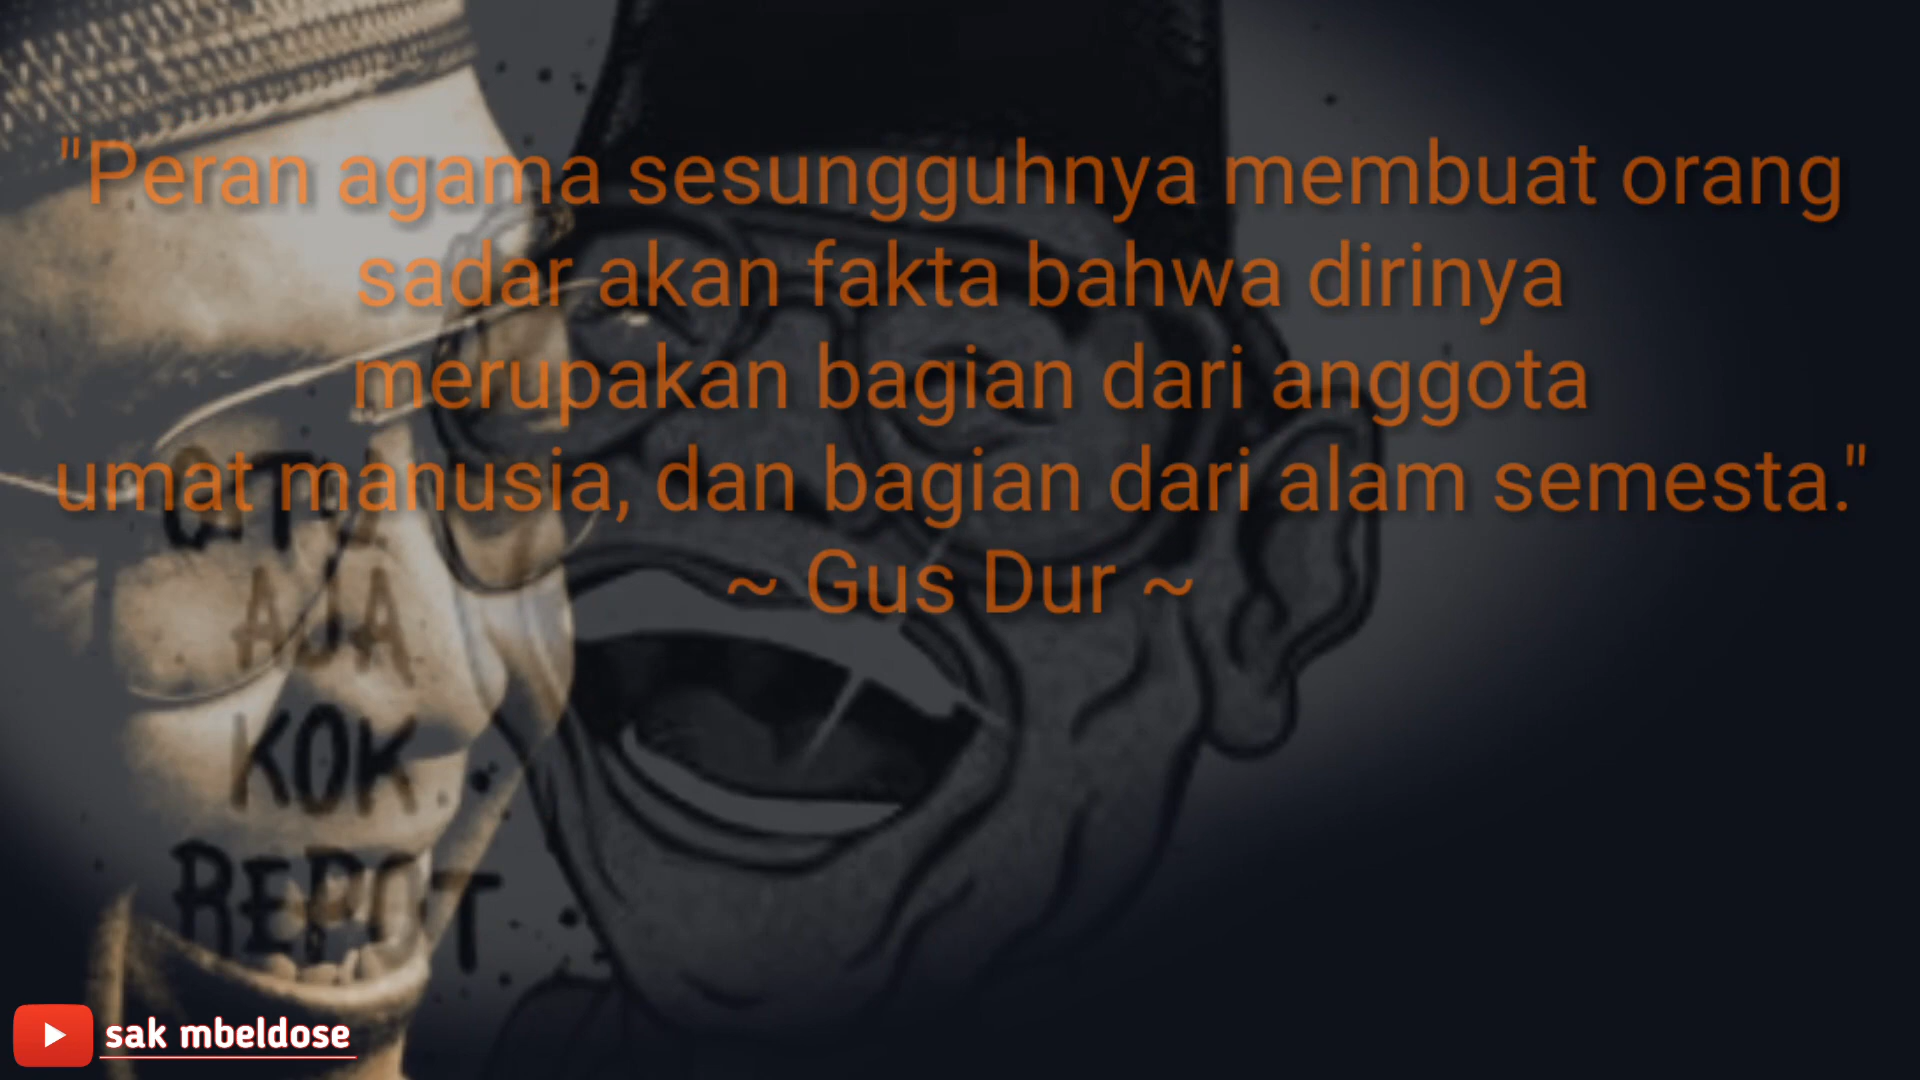 "Peran agama sesungguhnya membuat orang
sadar akan fakta bahwa dirinya
merupakan bagian dari anggota
umat manusia, dan bagian dari alam semesta."
~ Gus Dur ~
AJA
KOK
REPOT
sak mbeldose